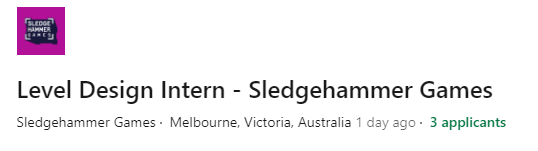 SLEDGE
HAMMER
GAMES
Level Design Intern - Sledgehammer Games
Sledgehammer Games · Melbourne, Victoria, Australia 1 day ago · 3 applicants